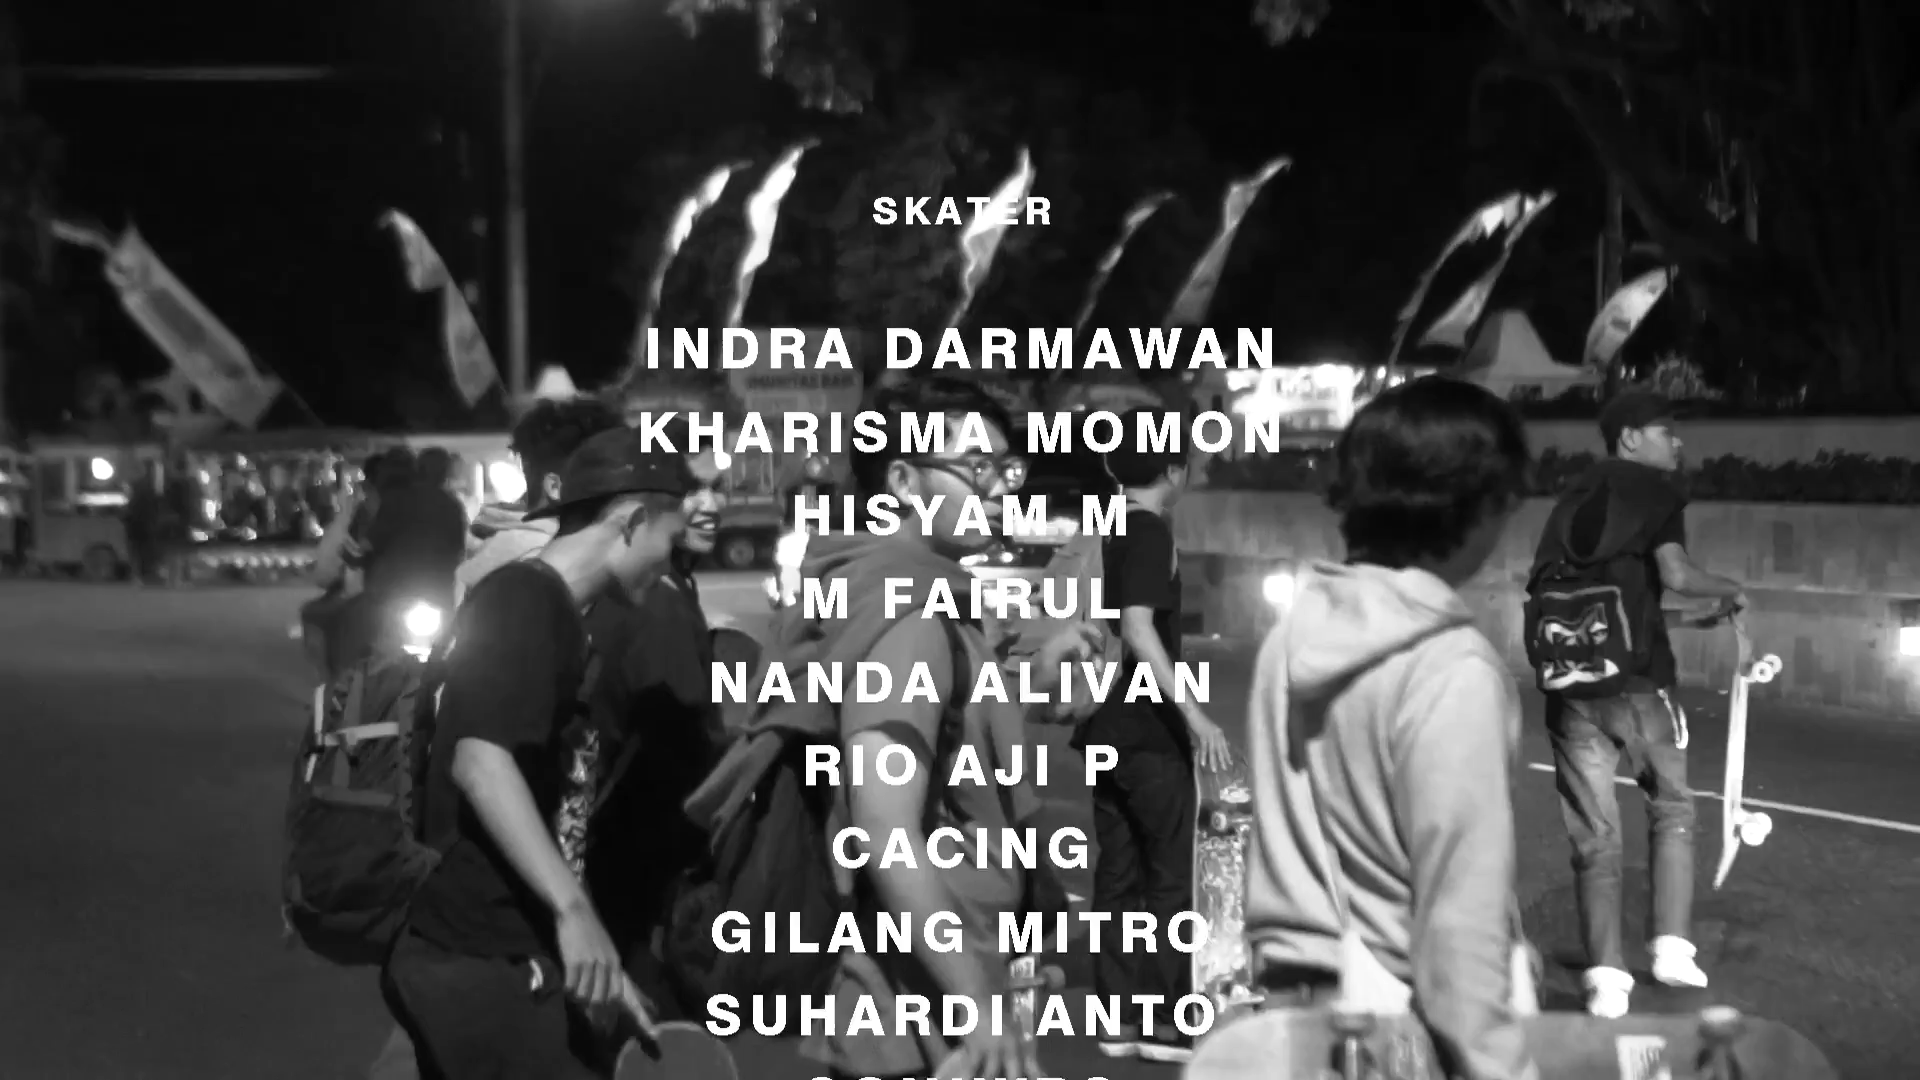 SKATER
INDRA DARMAWAN
KHARISMA MOMON
HISYAM M
M FAIRUL
NANDA ALIVAN
RIO AJI P
CACING
GILANG MITRO
SUHARDI ANTO